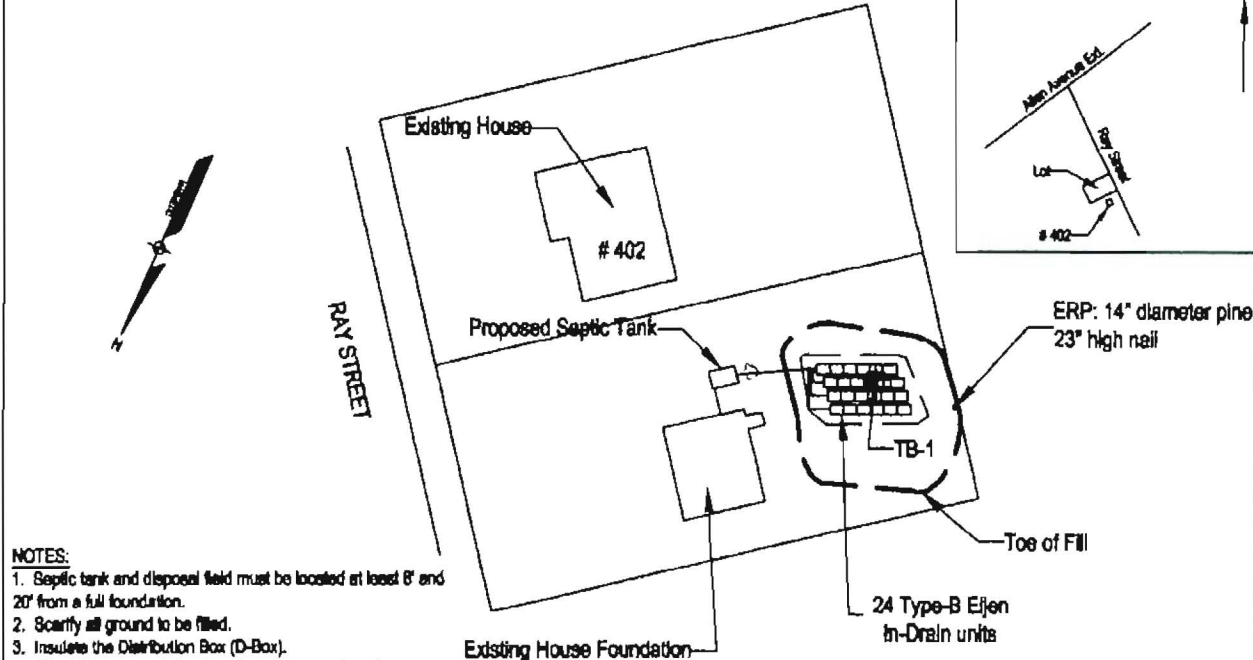 Existing House
# 402
RAY STREET
N
Proposed Septic Tank
TB-1
Toe of Fill
24 Type-B Eljen
In-Drain units
Existing House Foundation
ERP: 14" diameter pine
23" high nail
Allen Avenue Ext.
Ray Street
Lot
# 402
NOTES:
1. Septic tank and disposal field must be located at least 8' and
20' from a full foundation.
2. Scarify all ground to be filled.
3. Insulate the Distribution Box (D-Box).